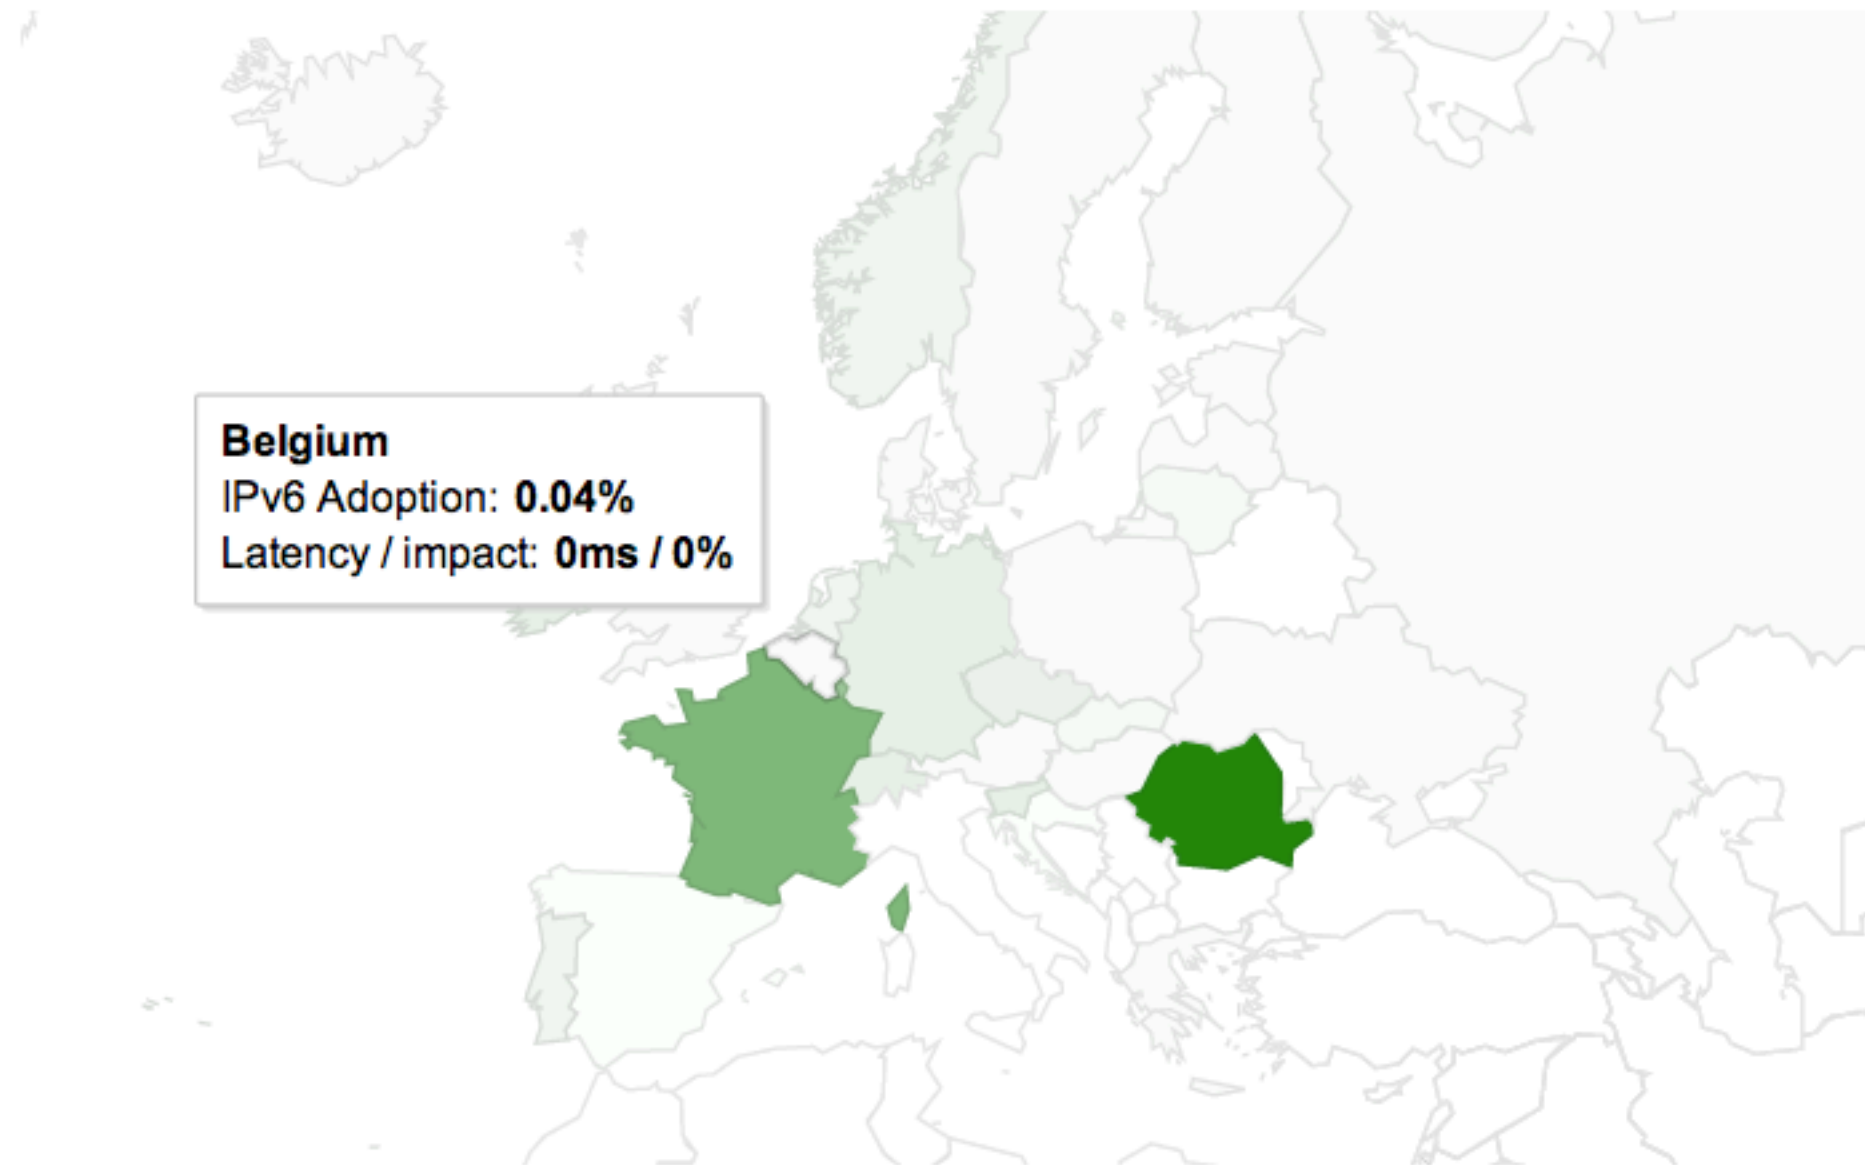 Belgium
IPv6 Adoption: 0.04%
Latency / impact: 0ms / 0%